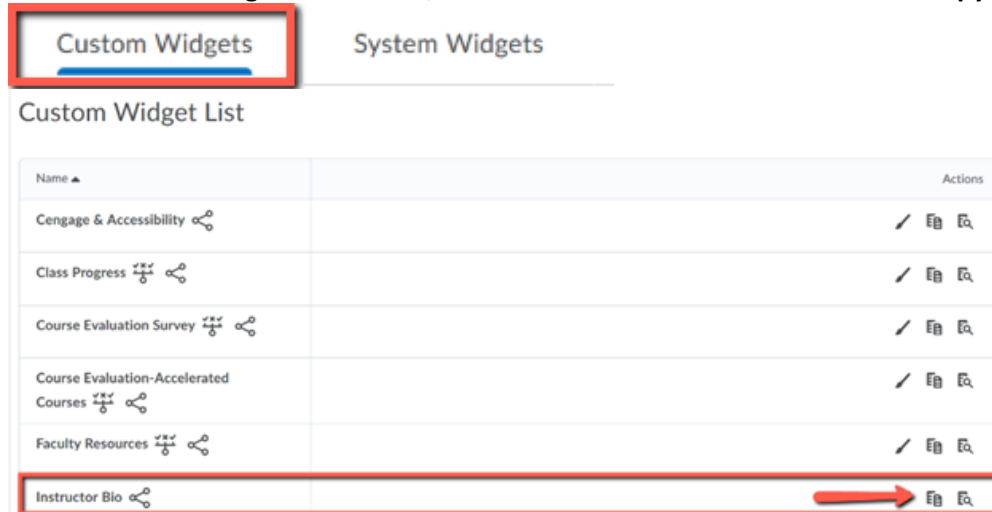 Custom Widgets System Widgets
Custom Widget List
Name Actions
Cengage & Accessibility
Class Progress
Course Evaluation Survey
Course Evaluation-Accelerated
Courses
Faculty Resources
Instructor Bio